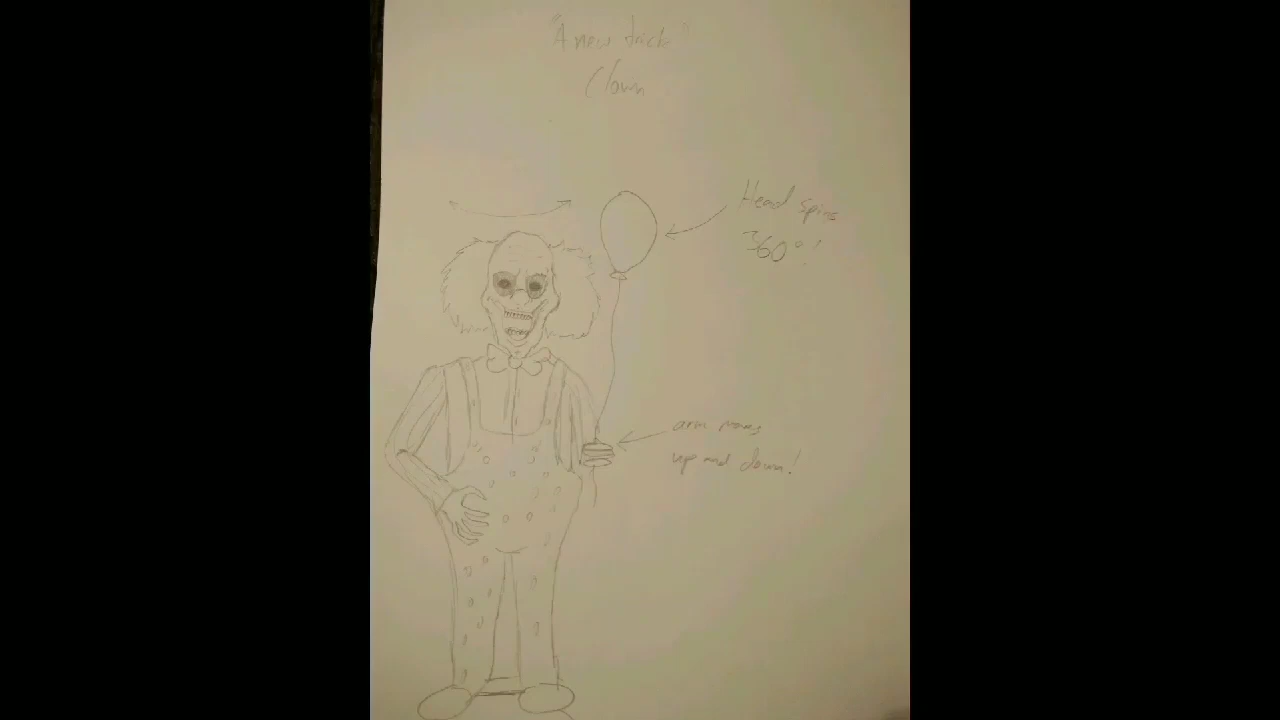 "A new trick"
Clown
Head spins
360°!
arm moves
up and down!